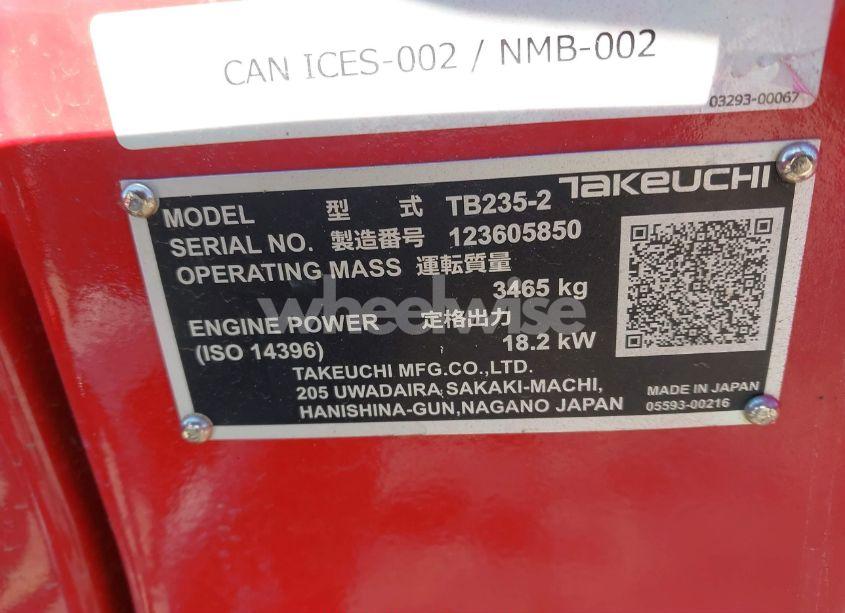 CAN ICES-002 / NMB-002
03293-00067
TAKEUCHI
MODEL 型 式 TB235-2
SERIAL NO. 製造番号 123605850
OPERATING MASS 運転質量
3465 kg
wheelwise
ENGINE POWER 定格出力
(ISO 14396) 18.2 kW
TAKEUCHI MFG.CO.,LTD.
205 UWADAIRA,SAKAKI-MACHI,
HANISHINA-GUN,NAGANO JAPAN
MADE IN JAPAN
05593-00216